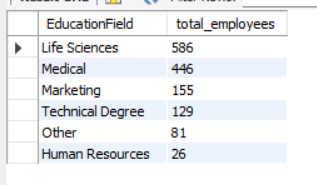 EducationField total_employees
Life Sciences 586
Medical 446
Marketing 155
Technical Degree 129
Other 81
Human Resources 26